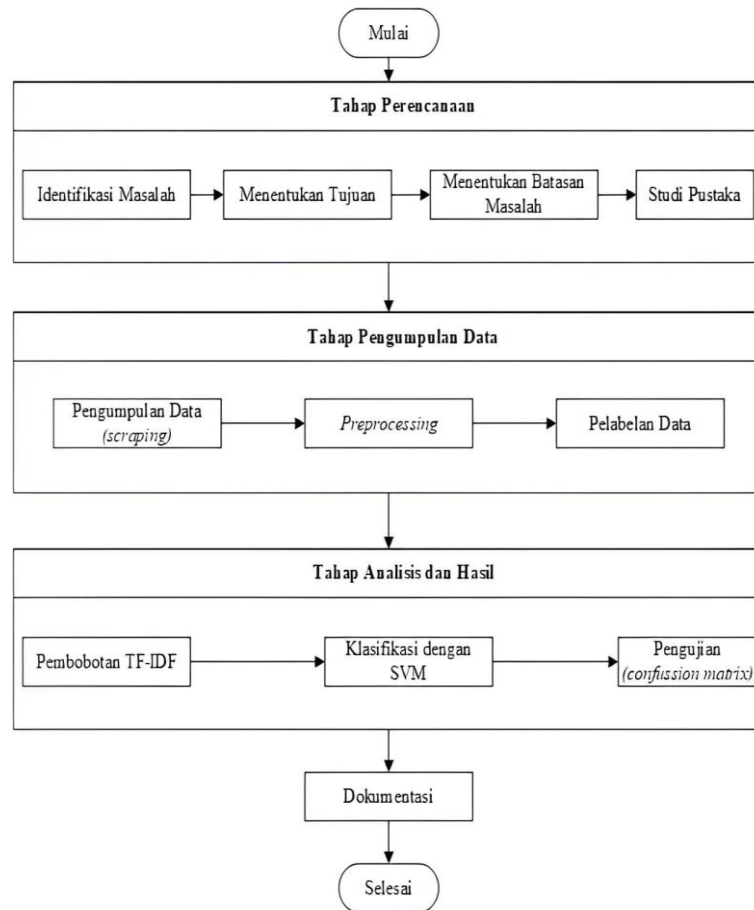 Mulai
Tahap Perencanaan
Identifikasi Masalah
Menentukan Tujuan
Menentukan Batasan
Masalah
Studi Pustaka
Tahap Pengumpulan Data
Pengumpulan Data
(scraping)
Preprocessing
Pelabelan Data
Tahap Analisis dan Hasil
Pembobotan TF-IDF
Klasifikasi dengan
SVM
Pengujian
(confussion matrix)
Dokumentasi
Selesai